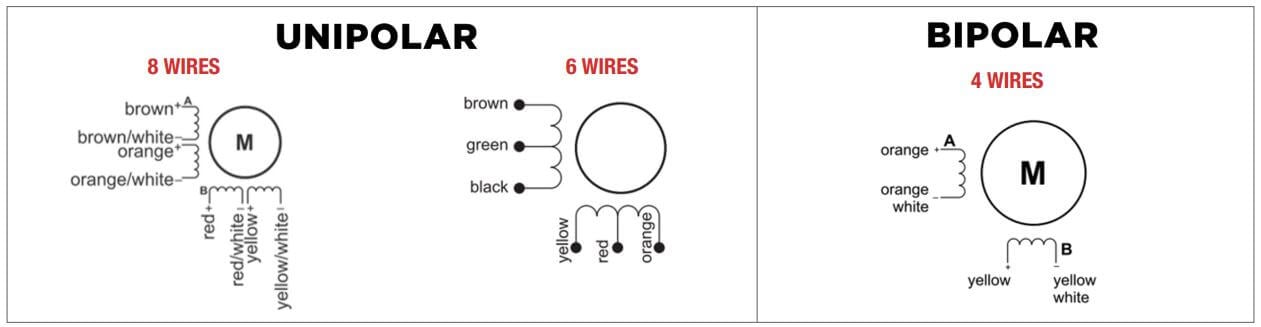 UNIPOLAR
8 WIRES
brown+
A
brown/white−
orange+
orange/white−
M
B
red+
red/white−
yellow+
yellow/white−
6 WIRES
brown
green
black
yellow
red
orange
BIPOLAR
4 WIRES
A
orange +
orange
white −
M
B
+
−
yellow
yellow
white